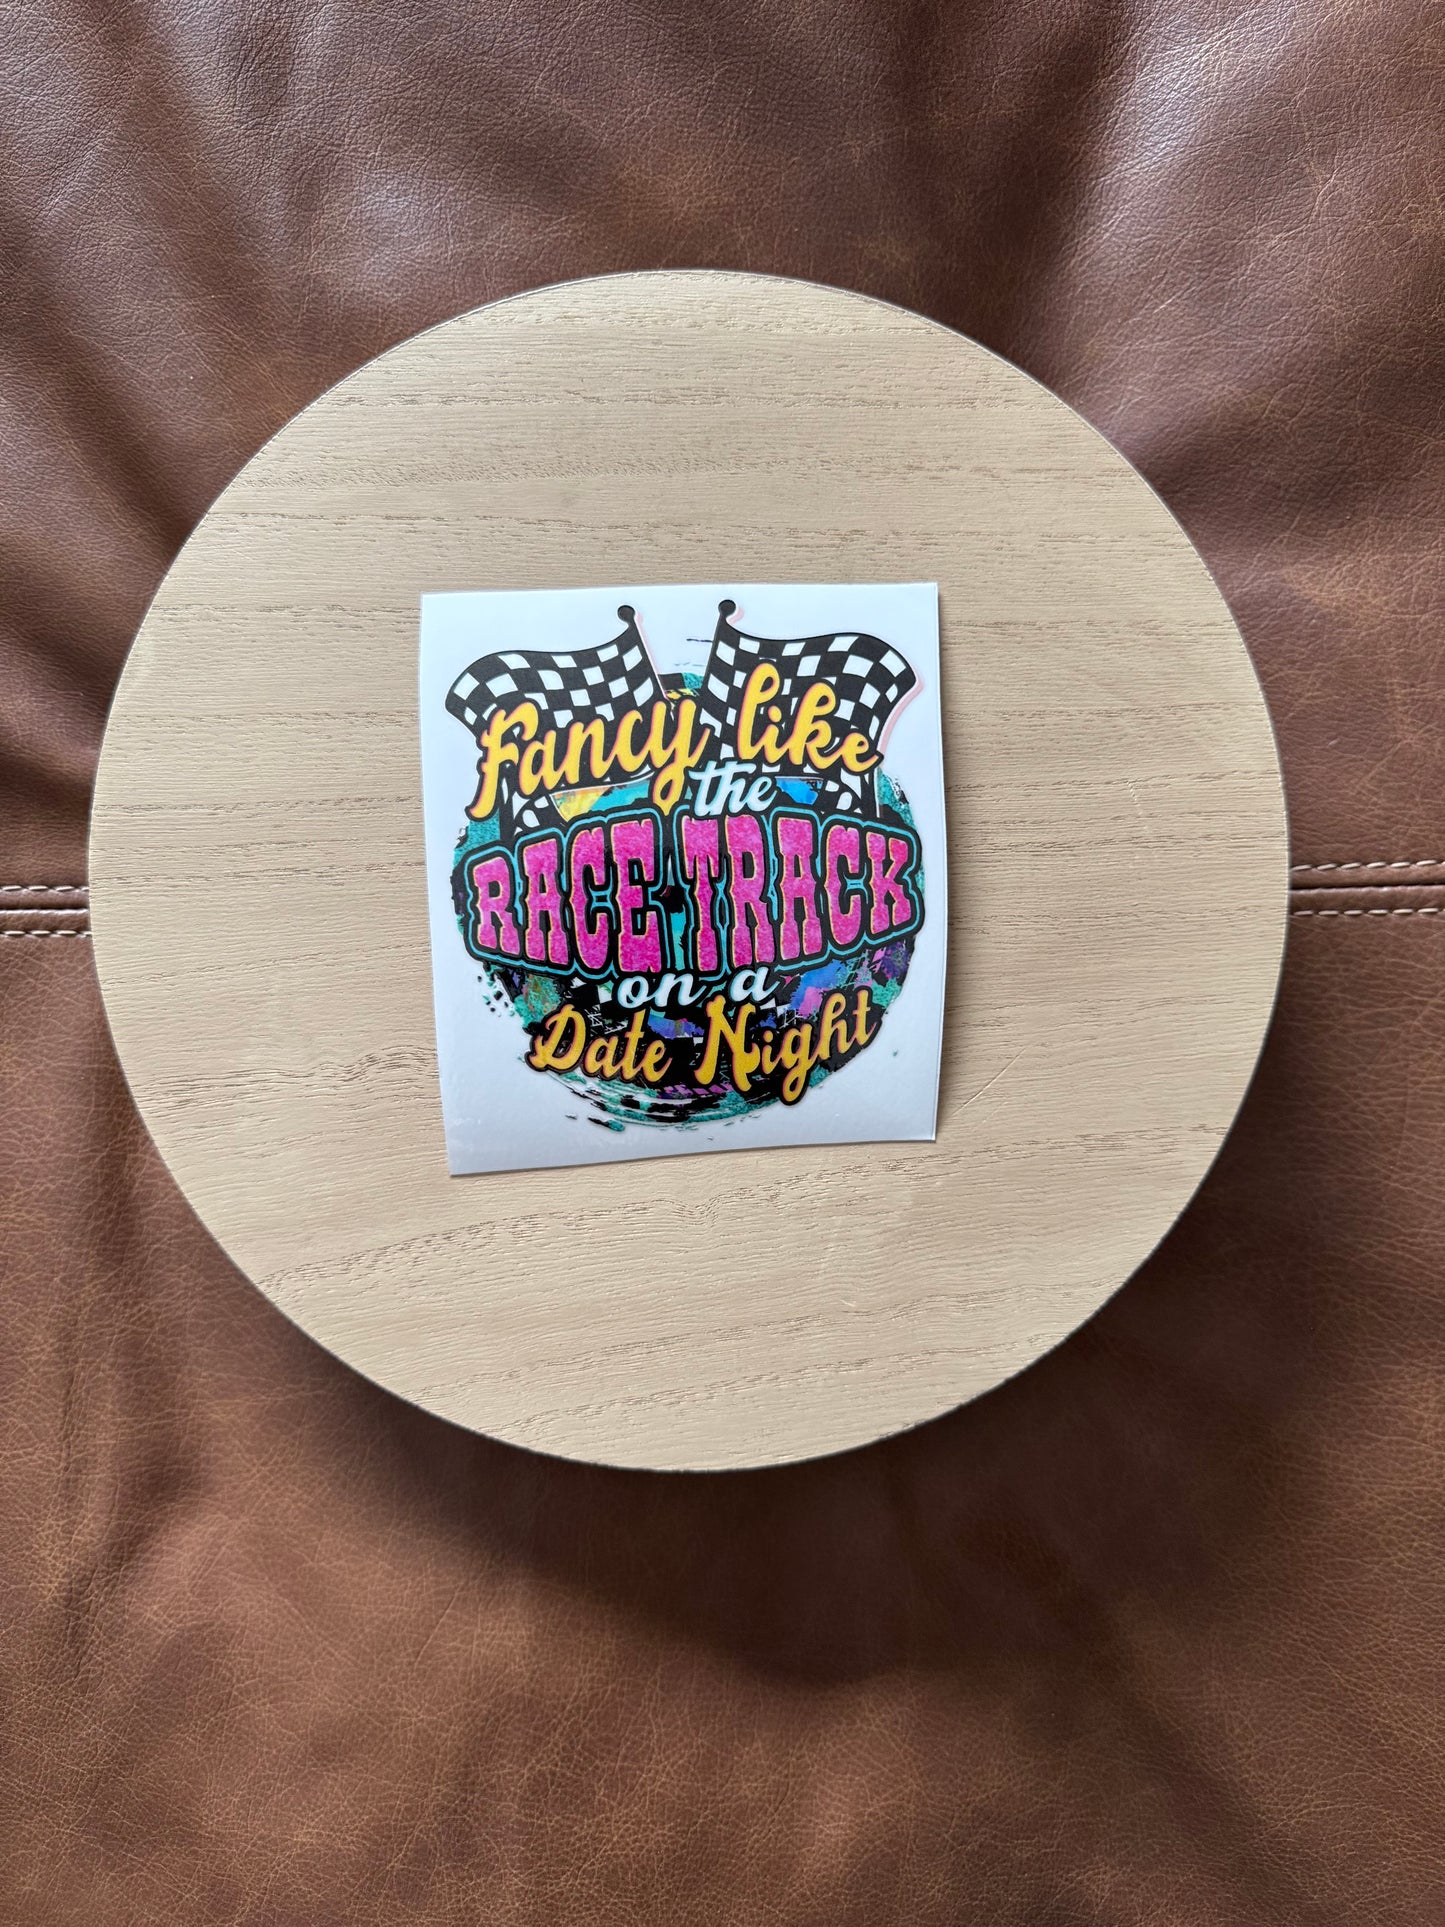 Fancy like
the
RACE TRACK
on a
Date Night